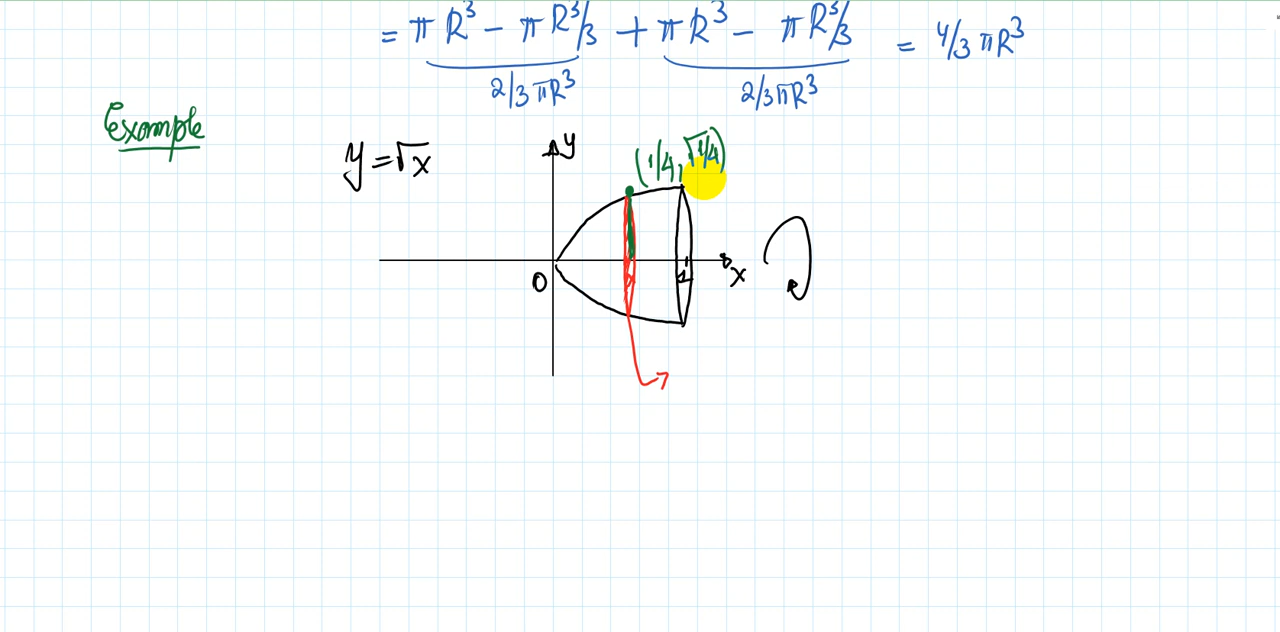 = πR³ − πR³/3 + πR³ − πR³/3 = 4/3 πR³
2/3 πR³ 2/3 πR³
Example
y = √x
y
(1/4, √1/4)
0 1 x